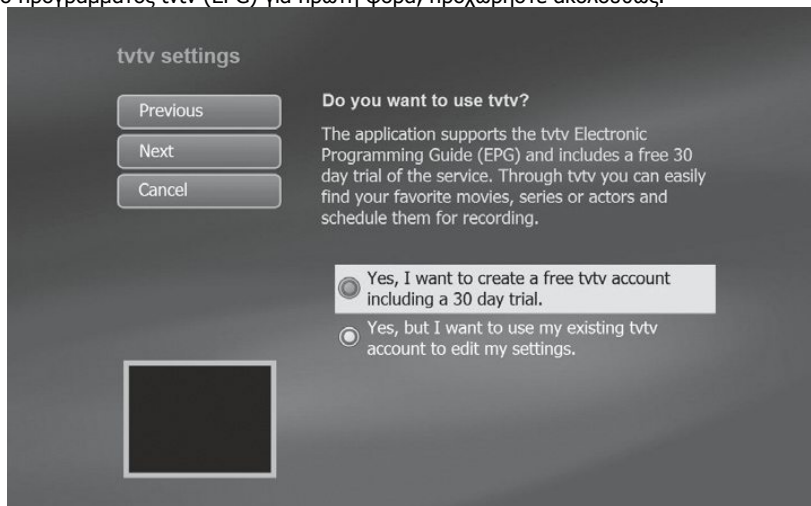 προγράμματος tvtv (EPG) για πρώτη φορά, προχωρήστε ακολούθως:
tvtv settings
Previous
Next
Cancel
Do you want to use tvtv?
The application supports the tvtv Electronic
Programming Guide (EPG) and includes a free 30
day trial of the service. Through tvtv you can easily
find your favorite movies, series or actors and
schedule them for recording.
Yes, I want to create a free tvtv account
including a 30 day trial.
Yes, but I want to use my existing tvtv
account to edit my settings.